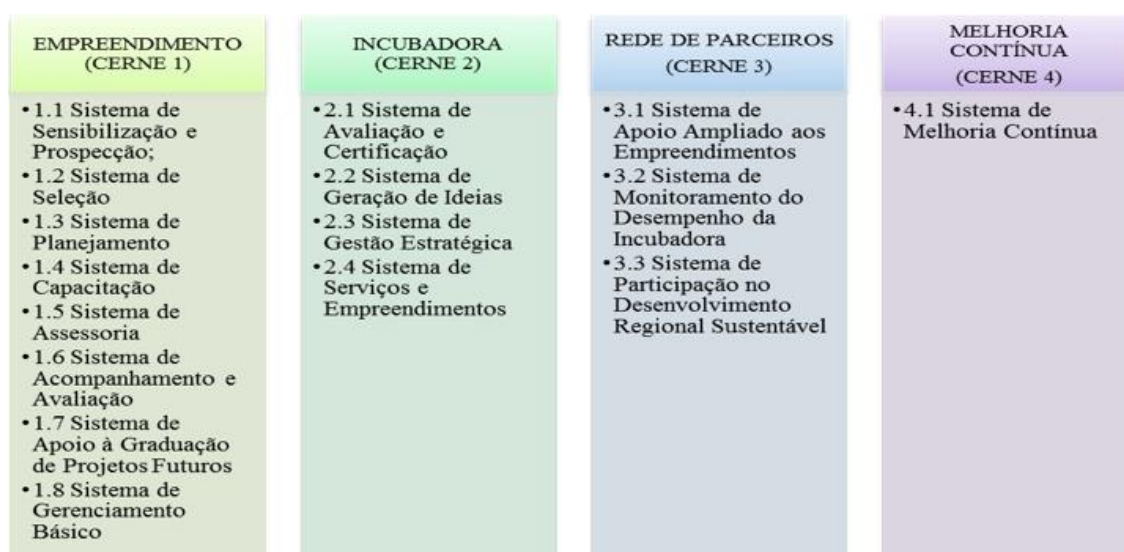 EMPREENDIMENTO
(CERNE 1)
•1.1 Sistema de
Sensibilização e
Prospecção;
•1.2 Sistema de
Seleção
•1.3 Sistema de
Planejamento
•1.4 Sistema de
Capacitação
•1.5 Sistema de
Assessoria
•1.6 Sistema de
Acompanhamento e
Avaliação
•1.7 Sistema de
Apoio à Graduação
de Projetos Futuros
•1.8 Sistema de
Gerenciamento
Básico
INCUBADORA
(CERNE 2)
•2.1 Sistema de
Avaliação e
Certificação
•2.2 Sistema de
Geração de Ideias
•2.3 Sistema de
Gestão Estratégica
•2.4 Sistema de
Serviços e
Empreendimentos
REDE DE PARCEIROS
(CERNE 3)
•3.1 Sistema de
Apoio Ampliado aos
Empreendimentos
•3.2 Sistema de
Monitoramento do
Desempenho da
Incubadora
•3.3 Sistema de
Participação no
Desenvolvimento
Regional Sustentável
MELHORIA
CONTÍNUA
(CERNE 4)
•4.1 Sistema de
Melhoria Contínua